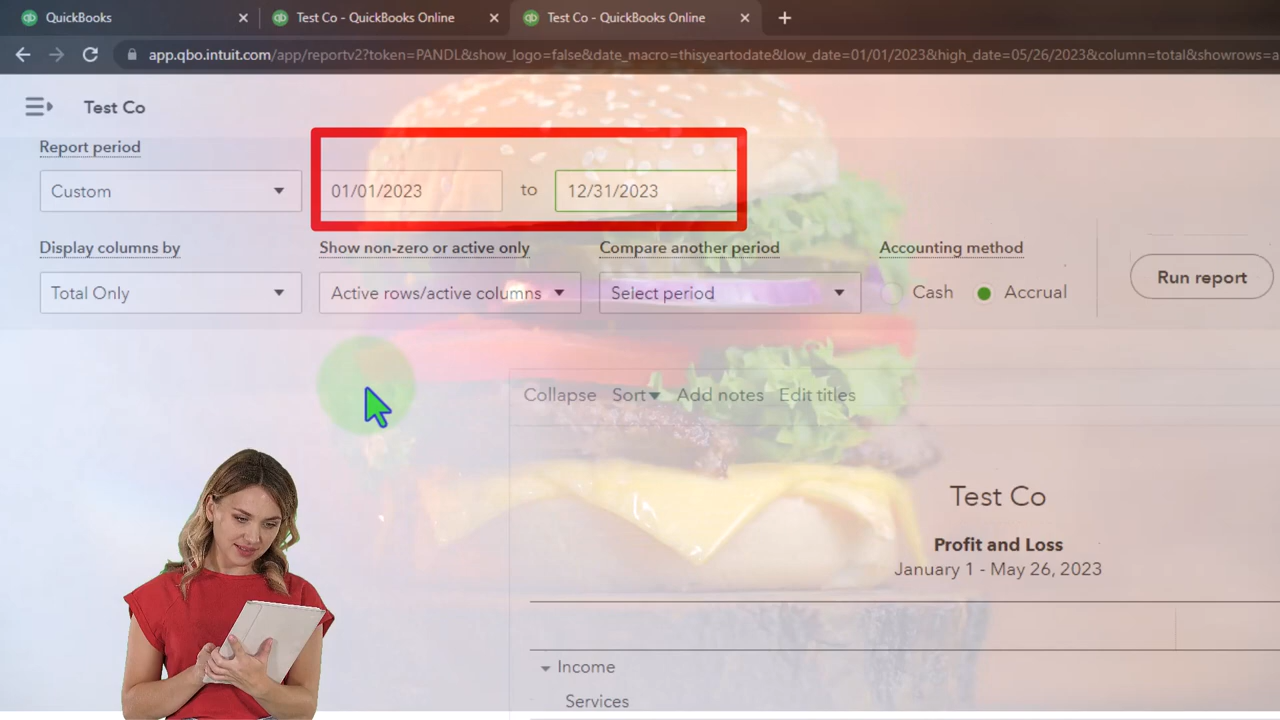 QuickBooks
Test Co - QuickBooks Online
Test Co - QuickBooks Online
app.qbo.intuit.com/app/reportv2?token=PANDL&show_logo=false&date_macro=thisyeartodate&low_date=01/01/2023&high_date=05/26/2023&column=total&showrows=a
Test Co
Report period
Custom
01/01/2023 to 12/31/2023
Display columns by
Show non-zero or active only
Compare another period
Accounting method
Total Only
Active rows/active columns
Select period
Cash
Accrual
Run report
Collapse Sort Add notes Edit titles
Test Co
Profit and Loss
January 1 - May 26, 2023
Income
Services